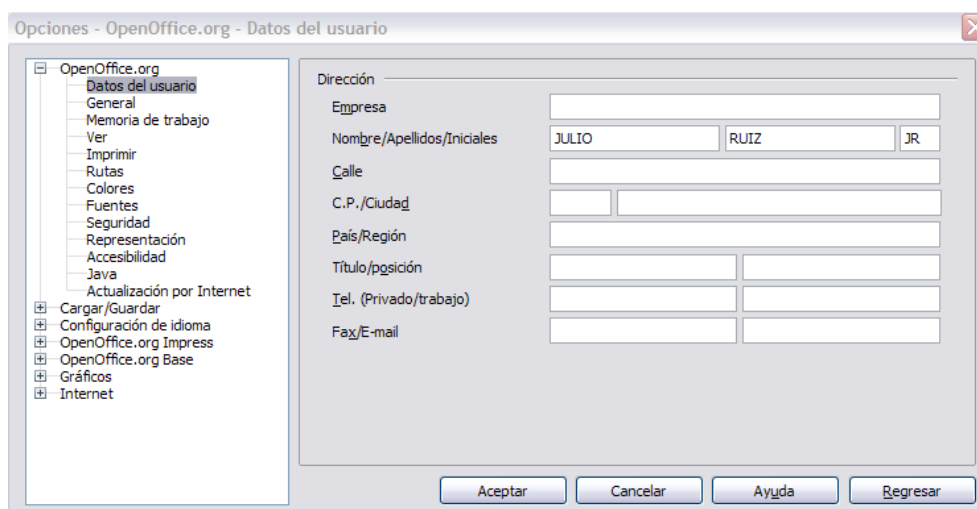 Opciones - OpenOffice.org - Datos del usuario
OpenOffice.org
Datos del usuario
General
Memoria de trabajo
Ver
Imprimir
Rutas
Colores
Fuentes
Seguridad
Representación
Accesibilidad
Java
Actualización por Internet
Cargar/Guardar
Configuración de idioma
OpenOffice.org Impress
OpenOffice.org Base
Gráficos
Internet
Dirección
Empresa
Nombre/Apellidos/Iniciales JULIO RUIZ JR
Calle
C.P./Ciudad
País/Región
Título/posición
Tel. (Privado/trabajo)
Fax/E-mail
Aceptar Cancelar Ayuda Regresar